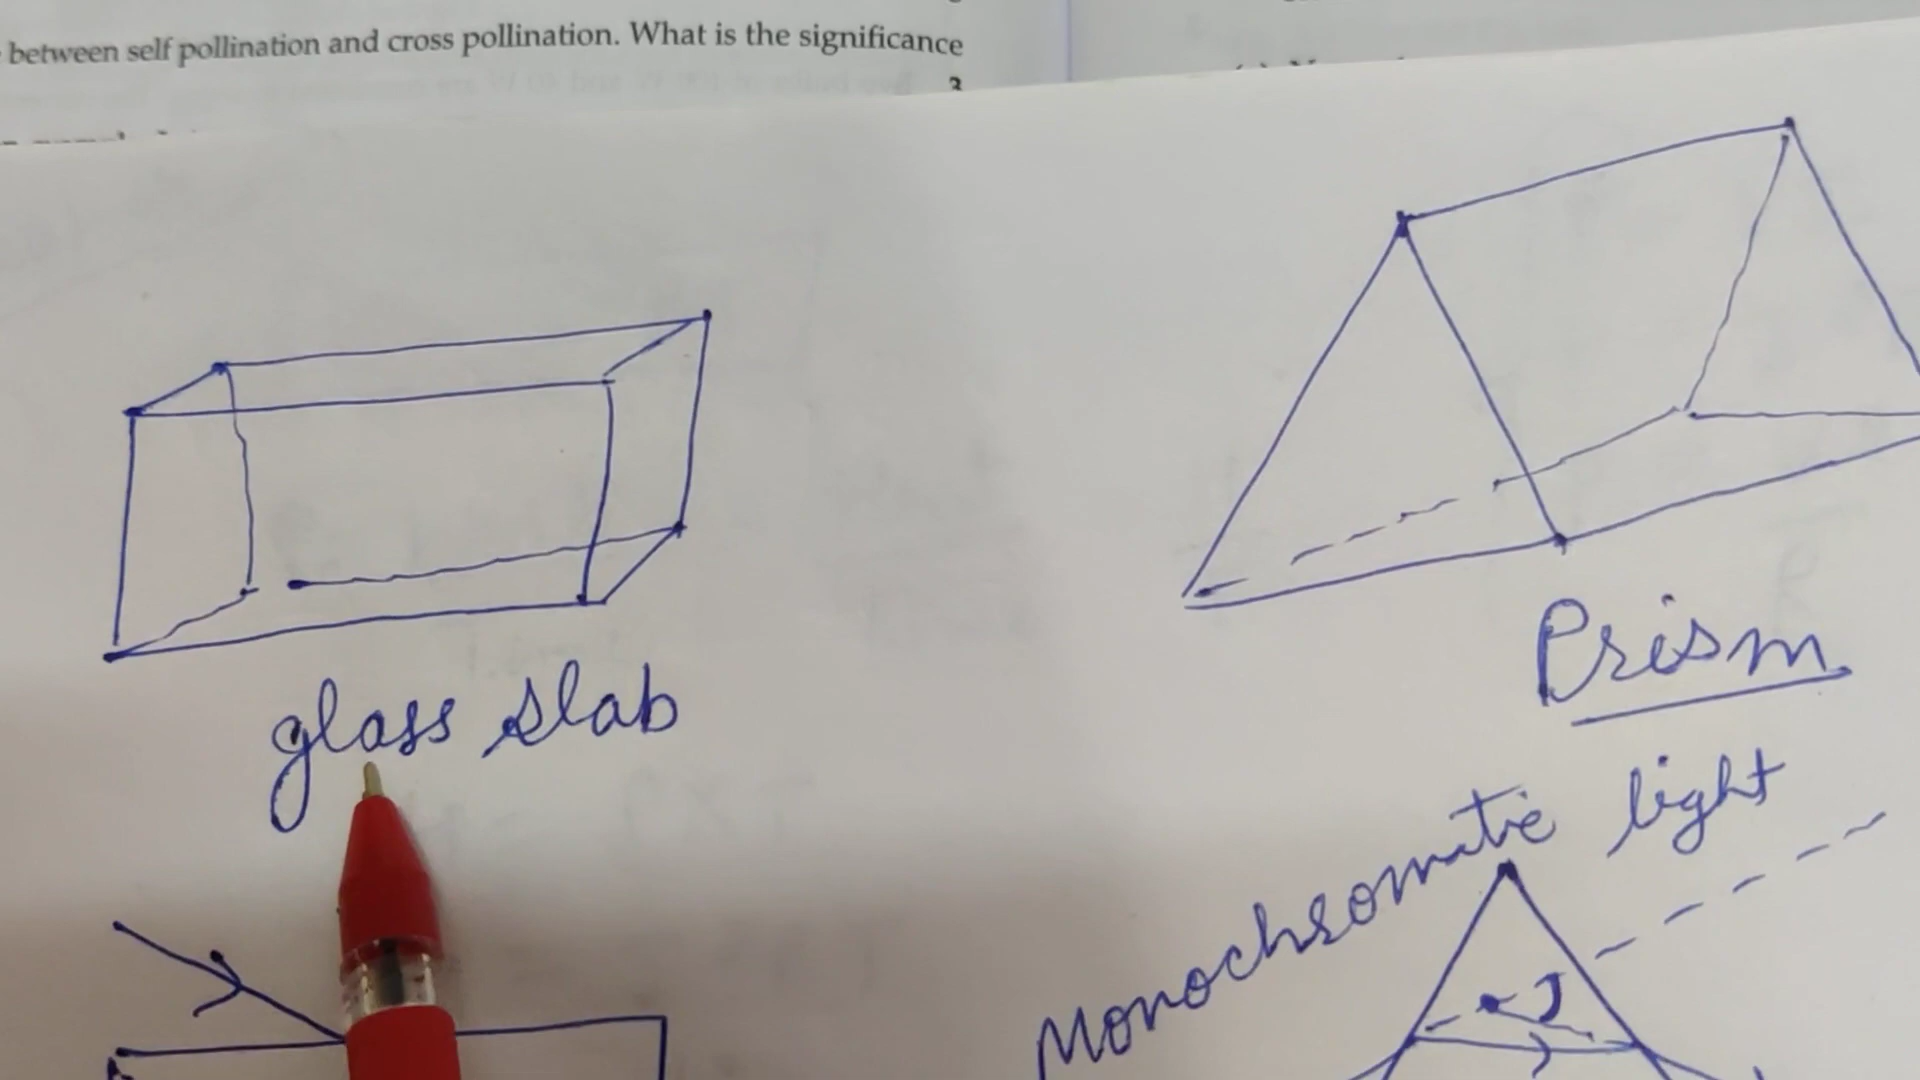 between self pollination and cross pollination. What is the significance
glass slab
Prism
Monochromatic light